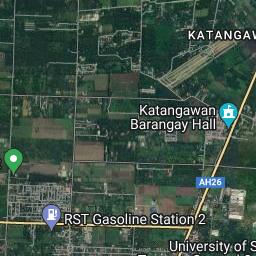 KATANGAW
Katangawan
Barangay Hall
AH26
RST Gasoline Station 2
University of S